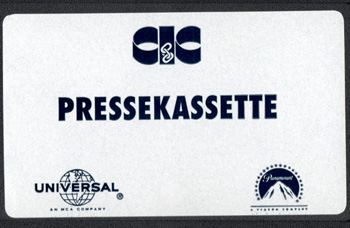 CIC
PRESSEKASSETTE
UNIVERSAL
AN MCA COMPANY
®
Paramount
A VIACOM COMPANY